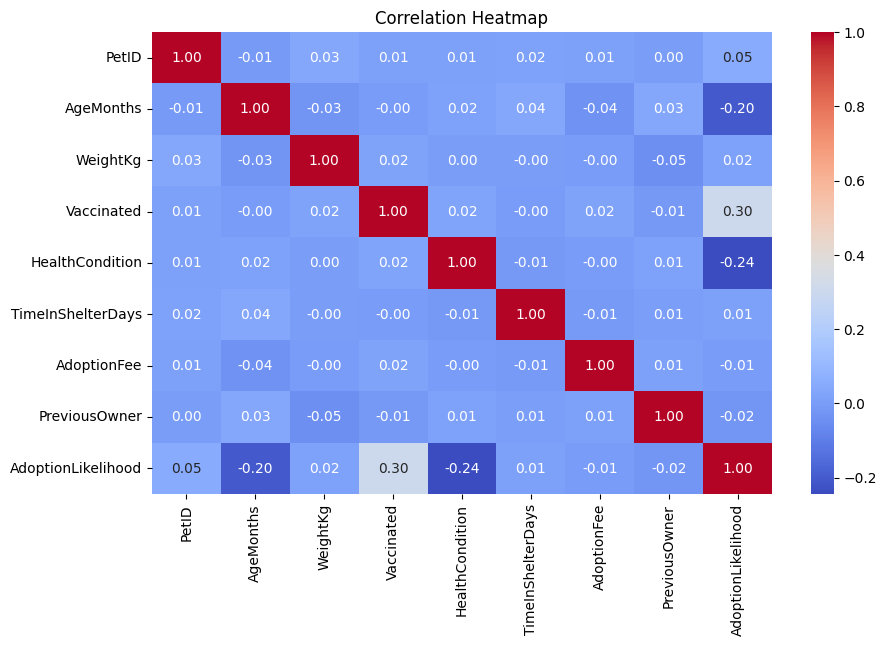 Correlation Heatmap
PetID 1.00 -0.01 0.03 0.01 0.01 0.02 0.01 0.00 0.05
AgeMonths -0.01 1.00 -0.03 -0.00 0.02 0.04 -0.04 0.03 -0.20
WeightKg 0.03 -0.03 1.00 0.02 0.00 -0.00 -0.00 -0.05 0.02
Vaccinated 0.01 -0.00 0.02 1.00 0.02 -0.00 0.02 -0.01 0.30
HealthCondition 0.01 0.02 0.00 0.02 1.00 -0.01 -0.00 0.01 -0.24
TimeInShelterDays 0.02 0.04 -0.00 -0.00 -0.01 1.00 -0.01 0.01 0.01
AdoptionFee 0.01 -0.04 -0.00 0.02 -0.00 -0.01 1.00 0.01 -0.01
PreviousOwner 0.00 0.03 -0.05 -0.01 0.01 0.01 0.01 1.00 -0.02
AdoptionLikelihood 0.05 -0.20 0.02 0.30 -0.24 0.01 -0.01 -0.02 1.00
PetID
AgeMonths
WeightKg
Vaccinated
HealthCondition
TimeInShelterDays
AdoptionFee
PreviousOwner
AdoptionLikelihood
1.0
0.8
0.6
0.4
0.2
0.0
−0.2